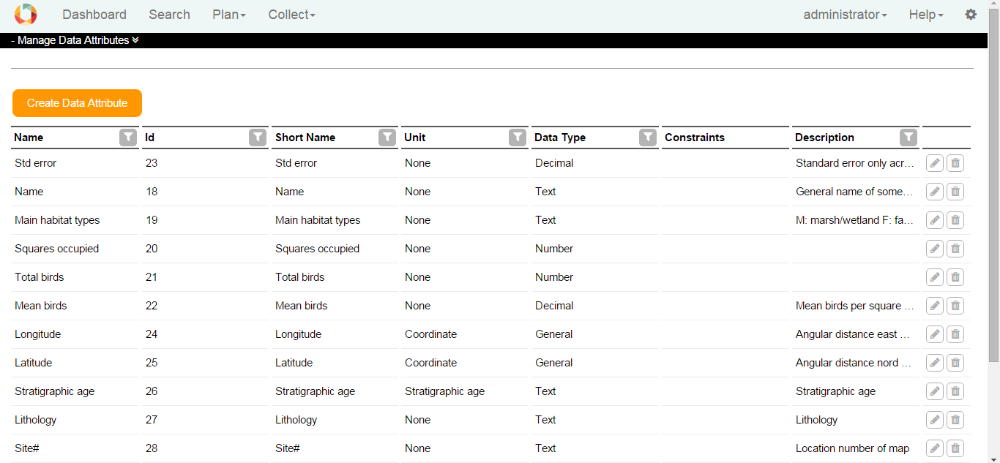 Dashboard Search Plan Collect administrator Help
- Manage Data Attributes
Create Data Attribute
Name Id Short Name Unit Data Type Constraints Description
Std error 23 Std error None Decimal Standard error only acr...
Name 18 Name None Text General name of some...
Main habitat types 19 Main habitat types None Text M: marsh/wetland F: fa...
Squares occupied 20 Squares occupied None Number
Total birds 21 Total birds None Number
Mean birds 22 Mean birds None Decimal Mean birds per square ...
Longitude 24 Longitude Coordinate General Angular distance east ...
Latitude 25 Latitude Coordinate General Angular distance nord ...
Stratigraphic age 26 Stratigraphic age Stratigraphic age Text Stratigraphic age
Lithology 27 Lithology None Text Lithology
Site# 28 Site# None Text Location number of map